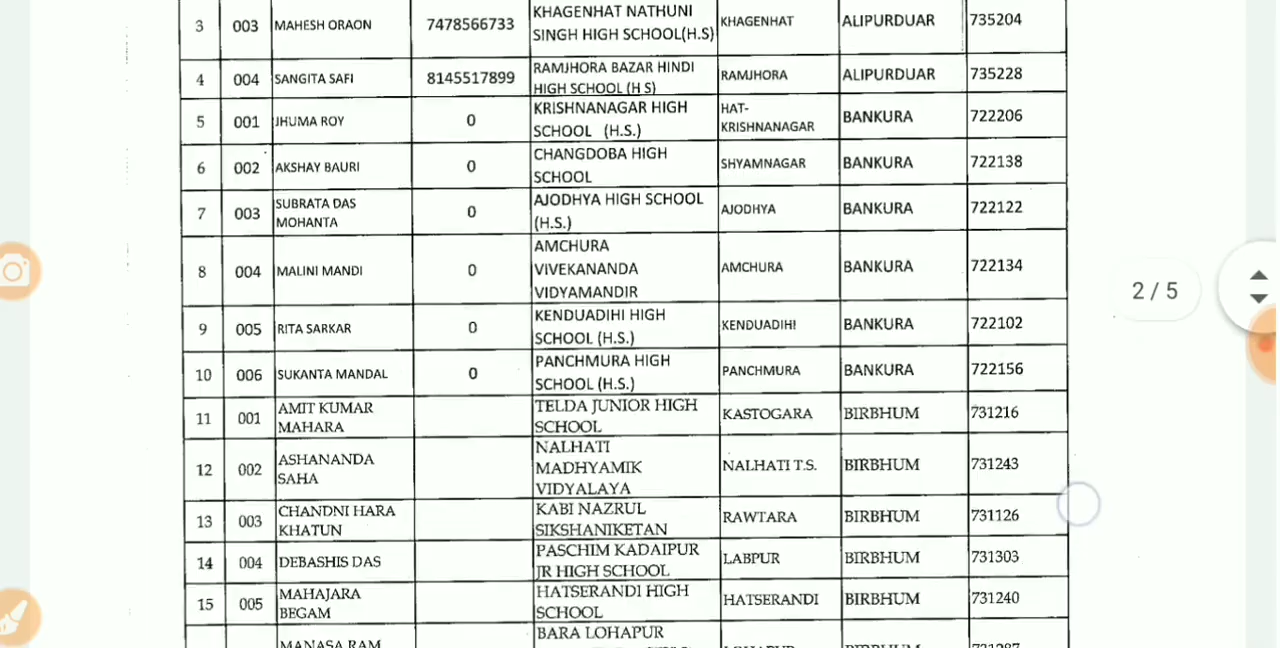 3 003 MAHESH ORAON 7478566733 KHAGENHAT NATHUNI SINGH HIGH SCHOOL(H.S) KHAGENHAT ALIPURDUAR 735204
4 004 SANGITA SAFI 8145517899 RAMJHORA BAZAR HINDI HIGH SCHOOL (H S) RAMJHORA ALIPURDUAR 735228
5 001 JHUMA ROY 0 KRISHNANAGAR HIGH SCHOOL (H.S.) HAT-KRISHNANAGAR BANKURA 722206
6 002 AKSHAY BAURI 0 CHANGDOBA HIGH SCHOOL SHYAMNAGAR BANKURA 722138
7 003 SUBRATA DAS MOHANTA 0 AJODHYA HIGH SCHOOL (H.S.) AJODHYA BANKURA 722122
8 004 MALINI MANDI 0 AMCHURA VIVEKANANDA VIDYAMANDIR AMCHURA BANKURA 722134
9 005 RITA SARKAR 0 KENDUADIHI HIGH SCHOOL (H.S.) KENDUADIHI BANKURA 722102
10 006 SUKANTA MANDAL 0 PANCHMURA HIGH SCHOOL (H.S.) PANCHMURA BANKURA 722156
11 001 AMIT KUMAR MAHARA TELDA JUNIOR HIGH SCHOOL KASTOGARA BIRBHUM 731216
12 002 ASHANANDA SAHA NALHATI MADHYAMIK VIDYALAYA NALHATI T.S. BIRBHUM 731243
13 003 CHANDNI HARA KHATUN KABI NAZRUL SIKSHANIKETAN RAWTARA BIRBHUM 731126
14 004 DEBASHIS DAS PASCHIM KADAIPUR JR HIGH SCHOOL LABPUR BIRBHUM 731303
15 005 MAHAJARA BEGAM HATSERANDI HIGH SCHOOL HATSERANDI BIRBHUM 731240
MANASA RAM BARA LOHAPUR
2 / 5